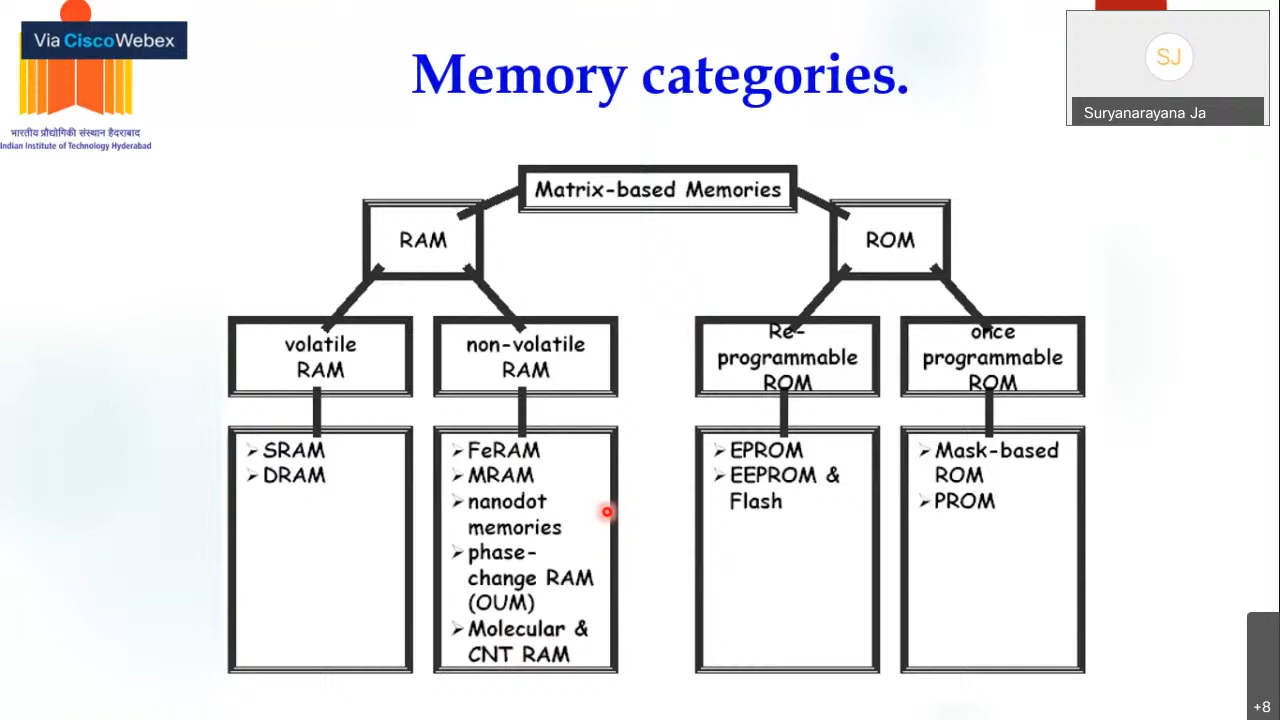 Via CiscoWebex
भारतीय प्रौद्योगिकी संस्थान हैदराबाद
Indian Institute of Technology Hyderabad
Memory categories.
SJ
Suryanarayana Ja
Matrix-based Memories
RAM
ROM
volatile
RAM
non-volatile
RAM
Re-
programmable
ROM
once
programmable
ROM
➢SRAM
➢DRAM
➢FeRAM
➢MRAM
➢nanodot
memories
➢phase-
change RAM
(OUM)
➢Molecular &
CNT RAM
➢EPROM
➢EEPROM &
Flash
➢Mask-based
ROM
➢PROM
+8